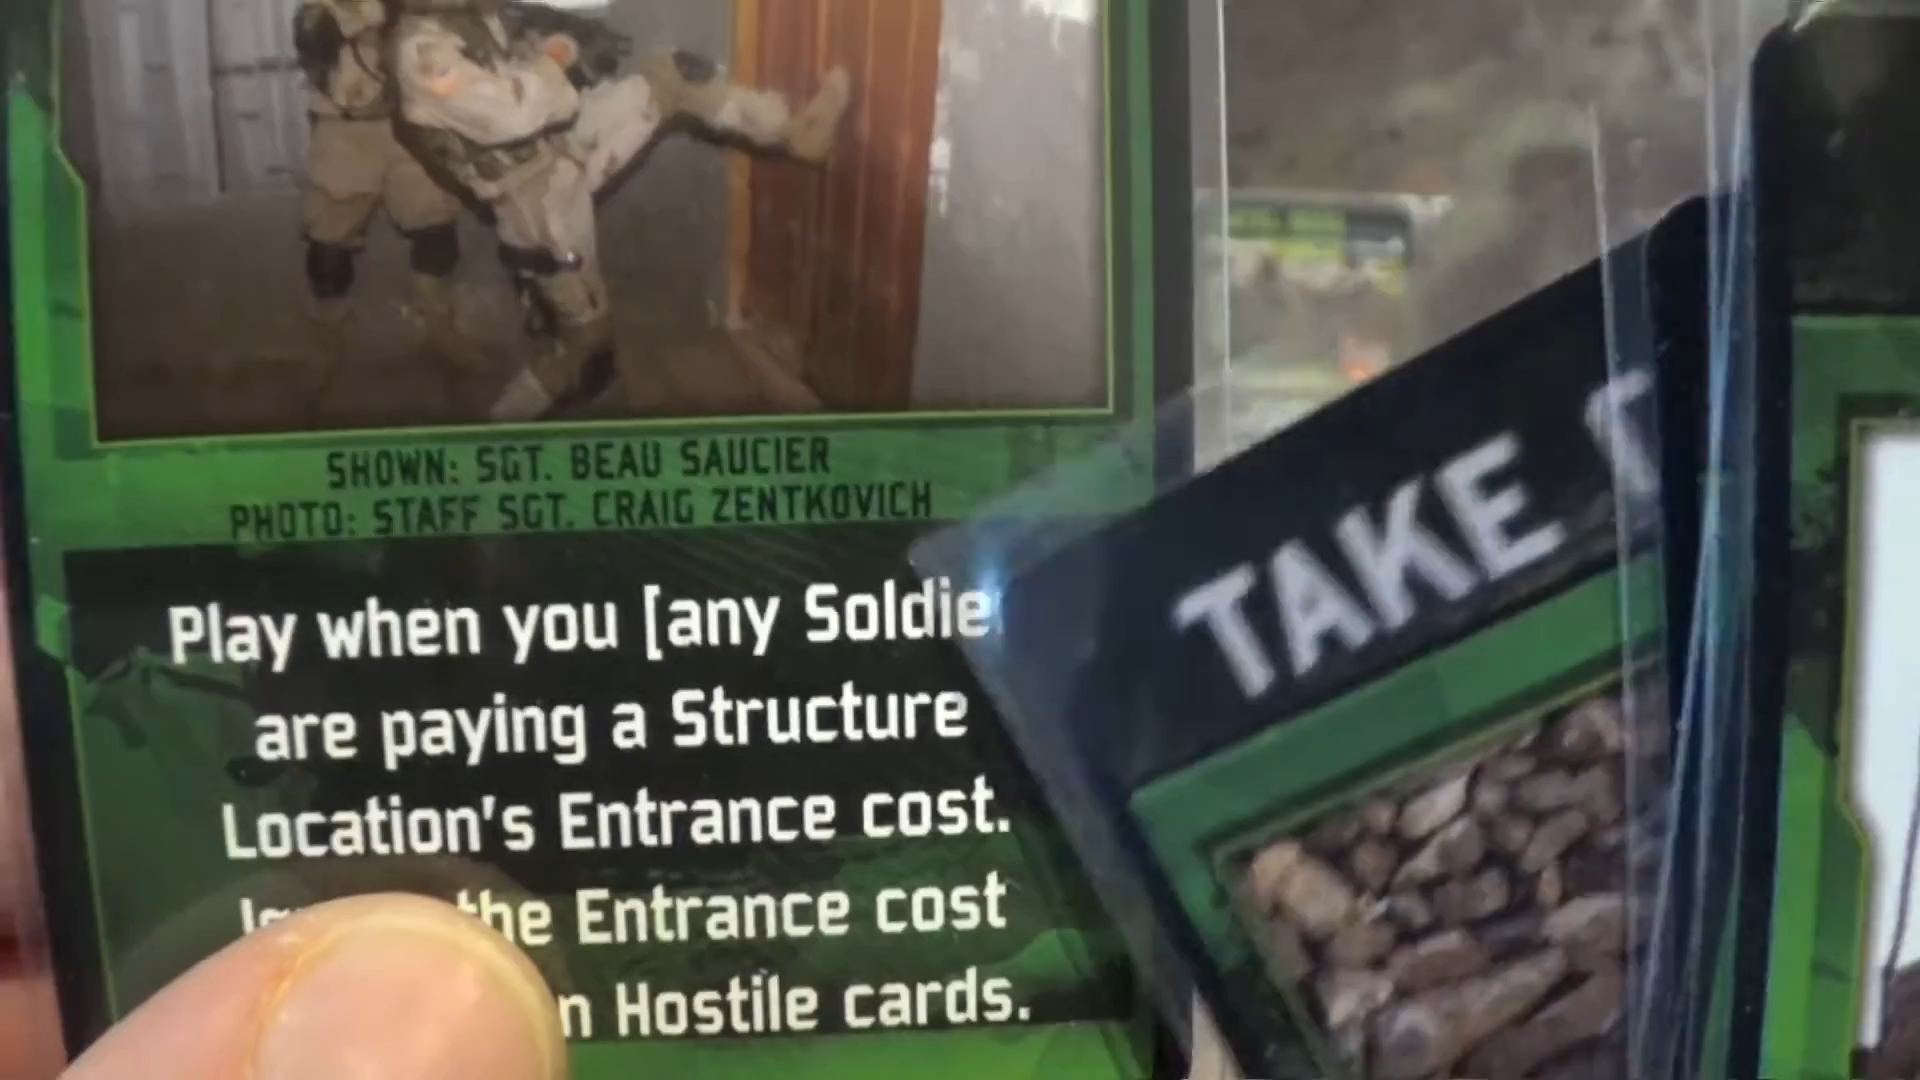 SHOWN: SGT. BEAU SAUCIER
PHOTO: STAFF SGT. CRAIG ZENTKOVICH
Play when you [any Soldie
are paying a Structure
Location's Entrance cost.
the Entrance cost
n Hostile cards.
TAKE